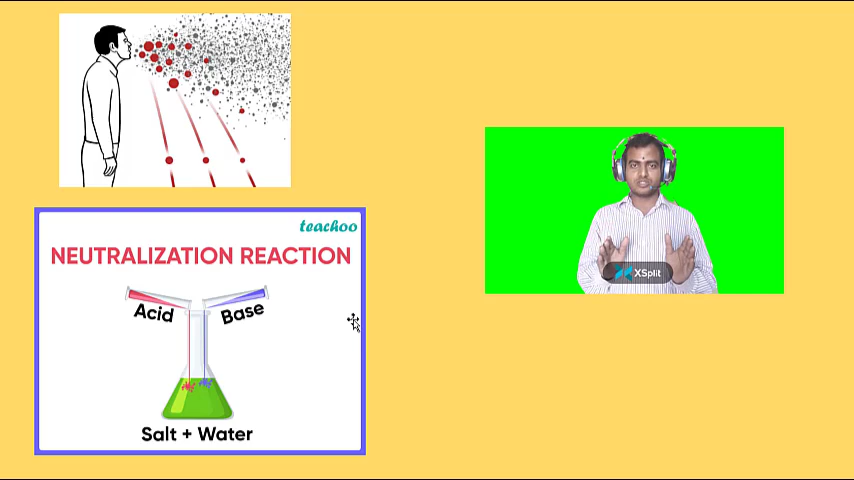 teachoo
NEUTRALIZATION REACTION
Acid
Base
Salt + Water
XSplit